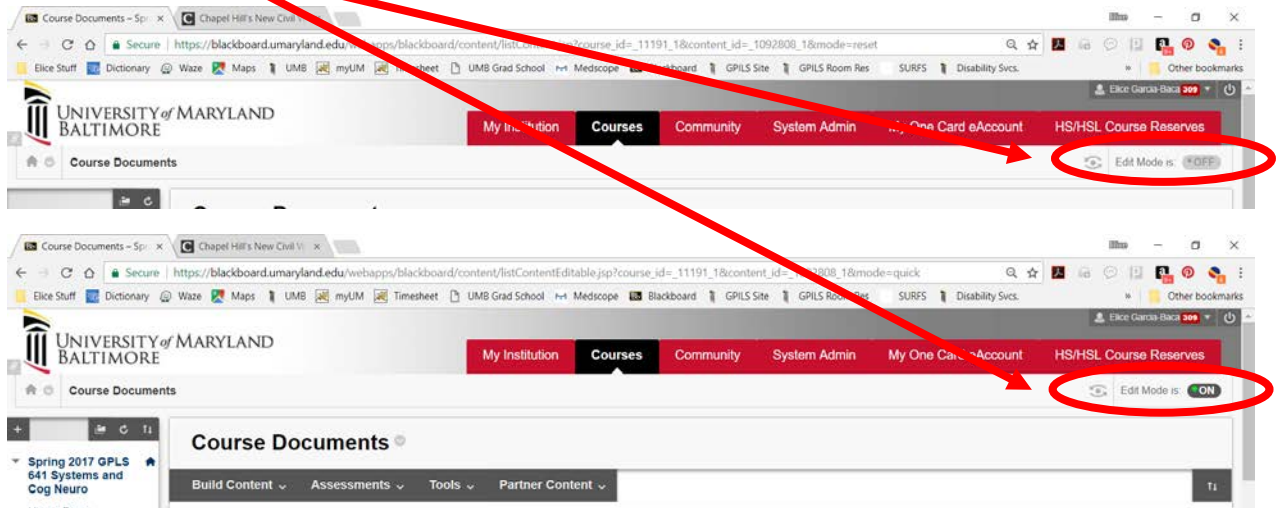 Course Documents – Spr × Chapel Hill's New Civil
Secure https://blackboard.umaryland.edu/webapps/blackboard/content/ ?course_id=_11191_1&content_id=_1092808_1&mode=reset
Elice Stuff Dictionary Waze Maps UMB myUM Timesheet UMB Grad School Medscope GPILS Site GPILS Room Res SURFS Disability Svcs. » Other bookmarks
Elice Garcia-Baca 309
UNIVERSITY of MARYLAND
BALTIMORE
My Institution Courses Community System Admin My One Card eAccount HS/HSL Course Reserves
Course Documents Edit Mode is: OFF
Course Documents – Spr × Chapel Hill's New Civil ×
Secure https://blackboard.umaryland.edu/webapps/blackboard/content/listContentEditable.jsp?course_id=_11191_1&content_id=_1092808_1&mode=quick
Elice Stuff Dictionary Waze Maps UMB myUM Timesheet UMB Grad School Medscope Blackboard GPILS Site GPILS Room Res SURFS Disability Svcs. » Other bookmarks
Elice Garcia-Baca 309
UNIVERSITY of MARYLAND
BALTIMORE
My Institution Courses Community System Admin My One Card eAccount HS/HSL Course Reserves
Course Documents Edit Mode is: ON
Course Documents
Spring 2017 GPLS
641 Systems and
Cog Neuro
Build Content Assessments Tools Partner Content